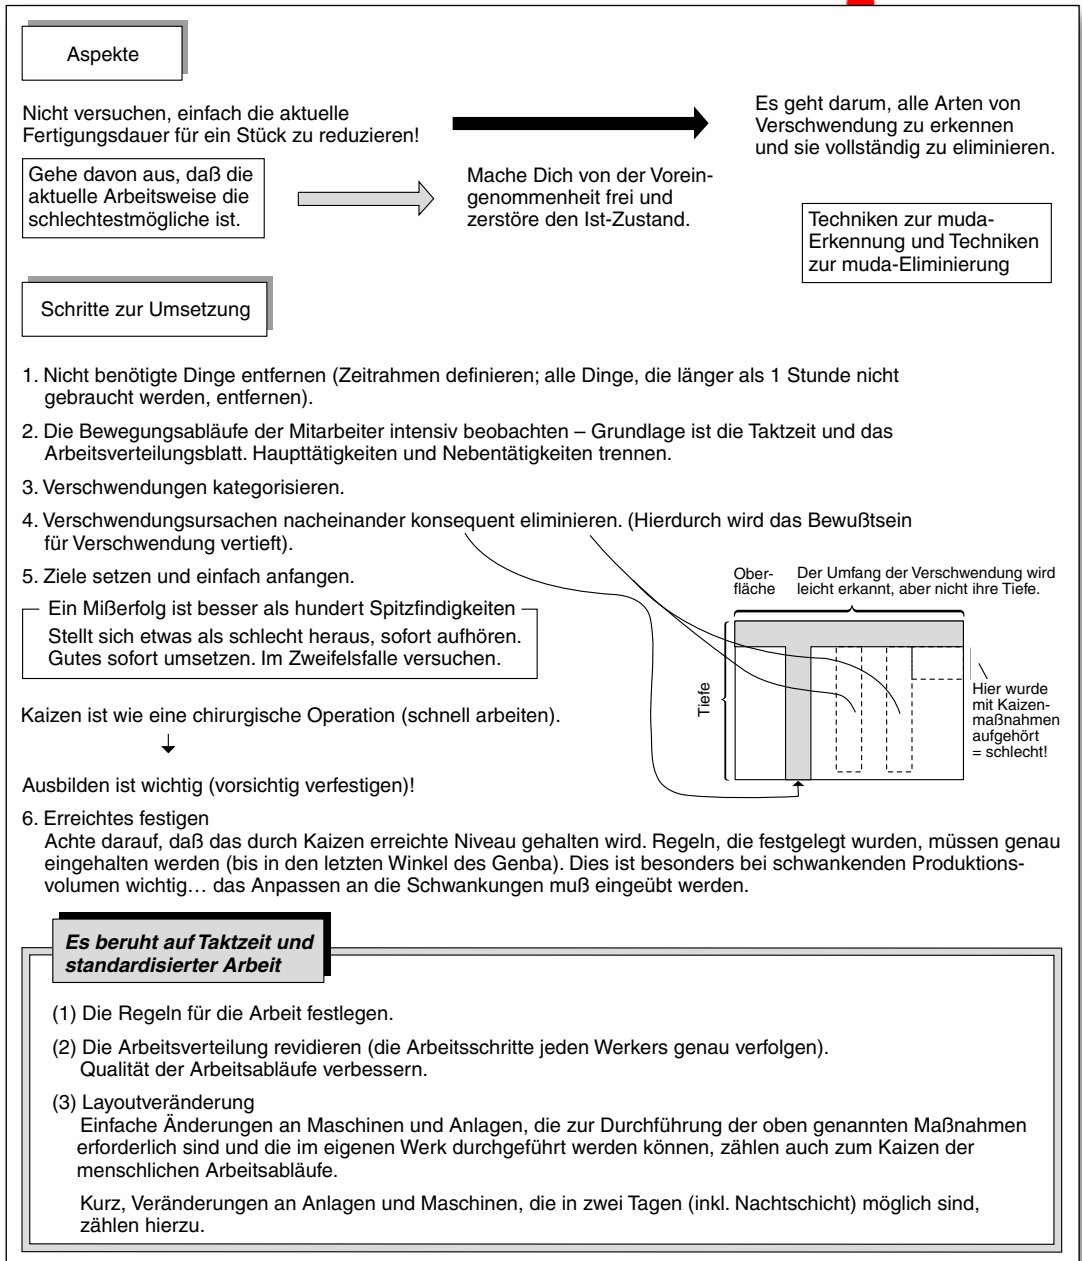 Aspekte
Nicht versuchen, einfach die aktuelle
Fertigungsdauer für ein Stück zu reduzieren!
Es geht darum, alle Arten von
Verschwendung zu erkennen
und sie vollständig zu eliminieren.
Gehe davon aus, daß die
aktuelle Arbeitsweise die
schlechtestmögliche ist.
Mache Dich von der Vorein-
genommenheit frei und
zerstöre den Ist-Zustand.
Techniken zur muda-
Erkennung und Techniken
zur muda-Eliminierung
Schritte zur Umsetzung
1. Nicht benötigte Dinge entfernen (Zeitrahmen definieren; alle Dinge, die länger als 1 Stunde nicht
gebraucht werden, entfernen).
2. Die Bewegungsabläufe der Mitarbeiter intensiv beobachten – Grundlage ist die Taktzeit und das
Arbeitsverteilungsblatt. Haupttätigkeiten und Nebentätigkeiten trennen.
3. Verschwendungen kategorisieren.
4. Verschwendungsursachen nacheinander konsequent eliminieren. (Hierdurch wird das Bewußtsein
für Verschwendung vertieft).
5. Ziele setzen und einfach anfangen.
Ein Mißerfolg ist besser als hundert Spitzfindigkeiten
Stellt sich etwas als schlecht heraus, sofort aufhören.
Gutes sofort umsetzen. Im Zweifelsfalle versuchen.
Ober-
fläche
Der Umfang der Verschwendung wird
leicht erkannt, aber nicht ihre Tiefe.
Tiefe
Hier wurde
mit Kaizen-
maßnahmen
aufgehört
= schlecht!
Kaizen ist wie eine chirurgische Operation (schnell arbeiten).
Ausbilden ist wichtig (vorsichtig verfestigen)!
6. Erreichtes festigen
Achte darauf, daß das durch Kaizen erreichte Niveau gehalten wird. Regeln, die festgelegt wurden, müssen genau
eingehalten werden (bis in den letzten Winkel des Genba). Dies ist besonders bei schwankenden Produktions-
volumen wichtig… das Anpassen an die Schwankungen muß eingeübt werden.
Es beruht auf Taktzeit und
standardisierter Arbeit
(1) Die Regeln für die Arbeit festlegen.
(2) Die Arbeitsverteilung revidieren (die Arbeitsschritte jeden Werkers genau verfolgen).
Qualität der Arbeitsabläufe verbessern.
(3) Layoutveränderung
Einfache Änderungen an Maschinen und Anlagen, die zur Durchführung der oben genannten Maßnahmen
erforderlich sind und die im eigenen Werk durchgeführt werden können, zählen auch zum Kaizen der
menschlichen Arbeitsabläufe.
Kurz, Veränderungen an Anlagen und Maschinen, die in zwei Tagen (inkl. Nachtschicht) möglich sind,
zählen hierzu.